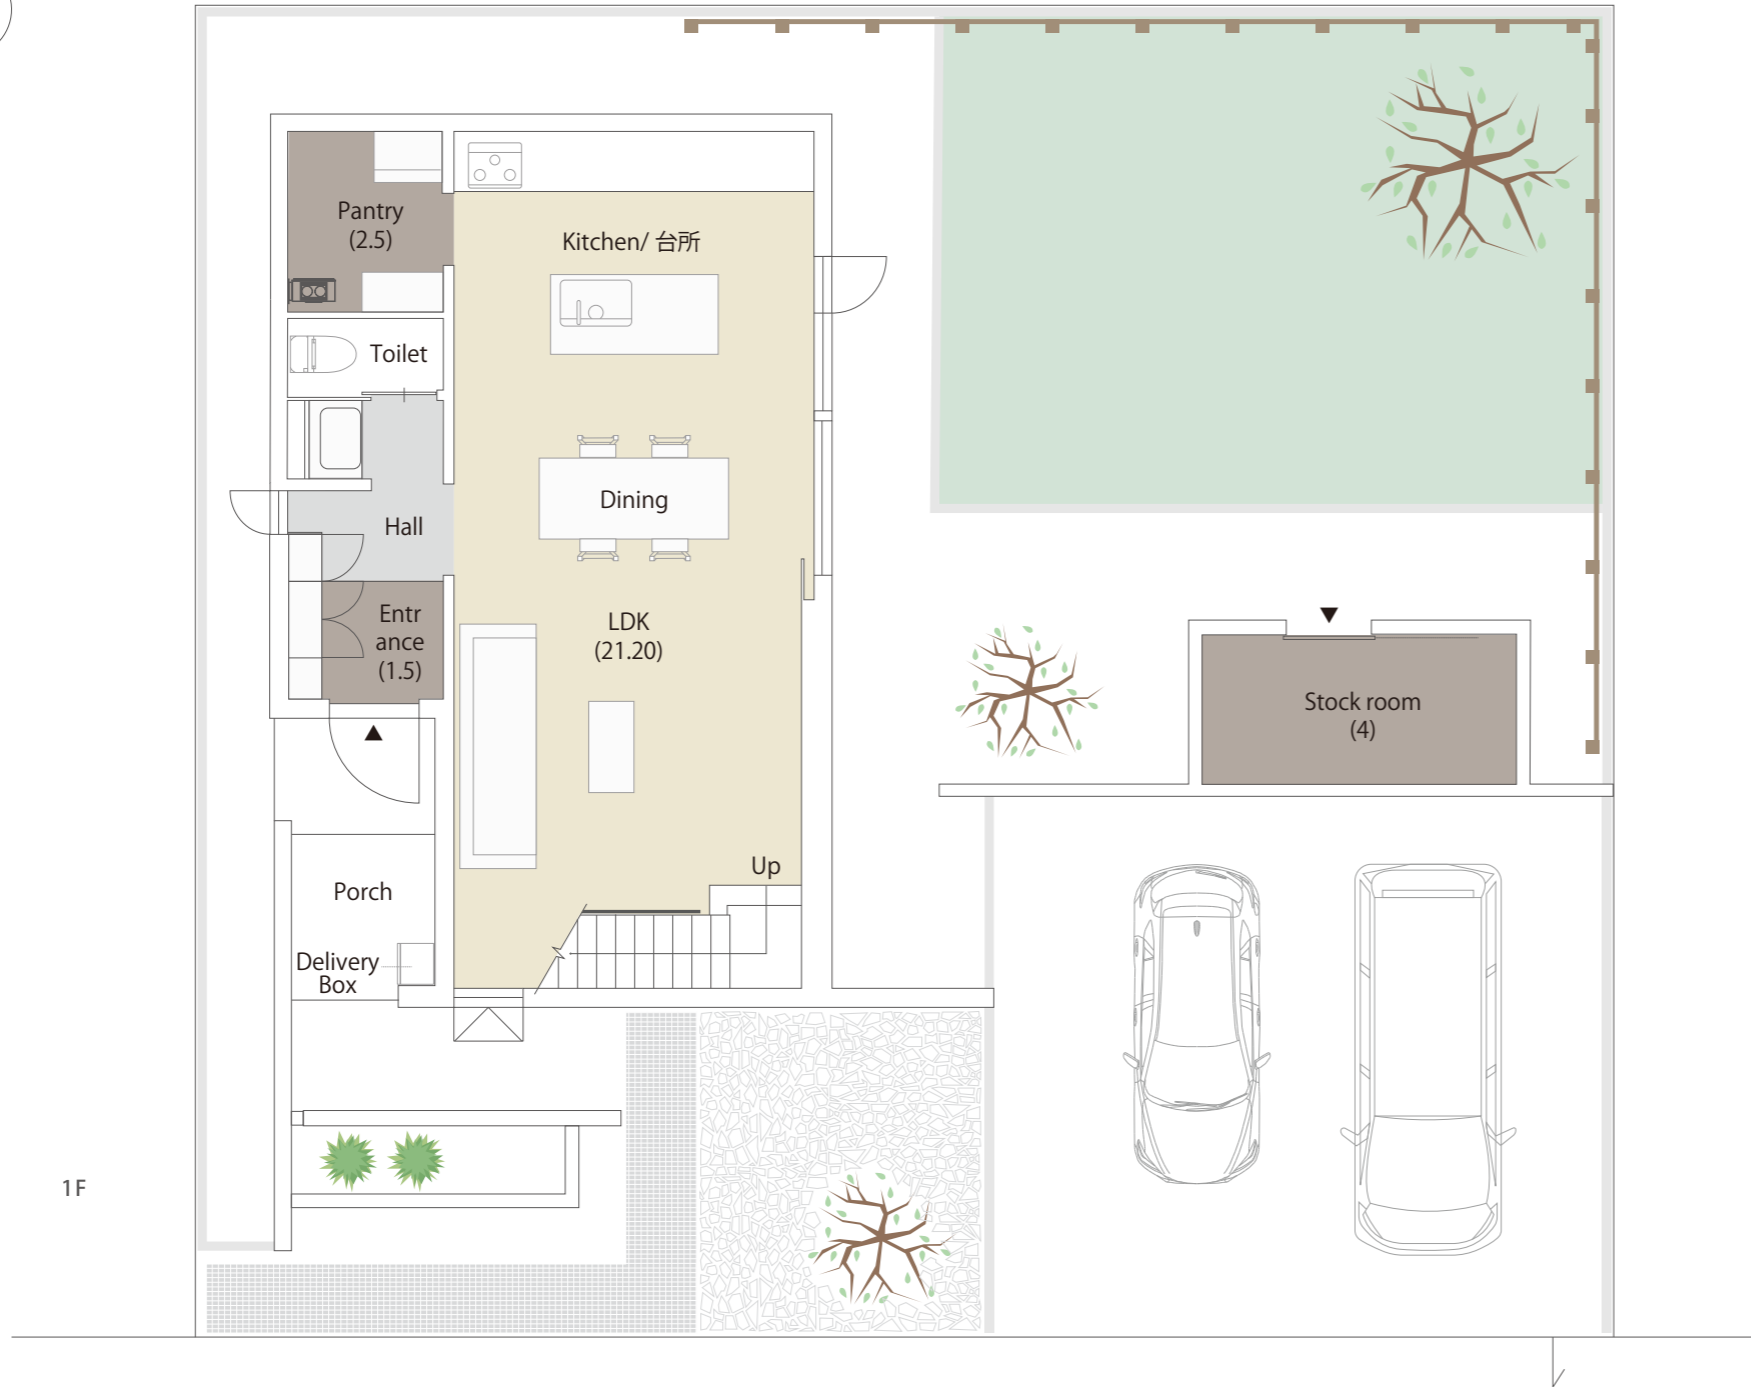 Pantry
(2.5)
Kitchen/ 台所
Toilet
Dining
Hall
Entr
ance
(1.5)
LDK
(21.20)
Stock room
(4)
Up
Porch
Delivery
Box
1F